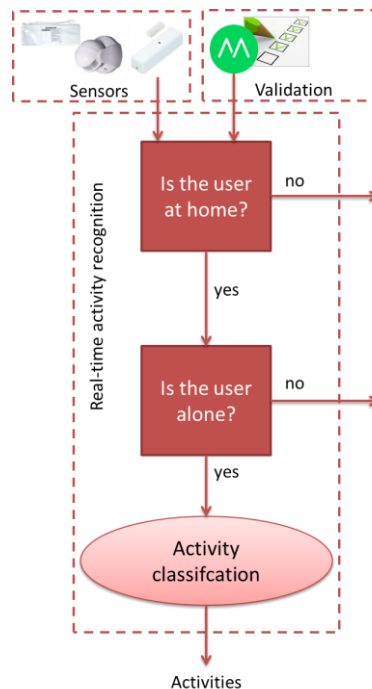 Sensors
Validation
Real-time activity recognition
Is the user
at home?
no
yes
Is the user
alone?
no
yes
Activity
classifcation
Activities